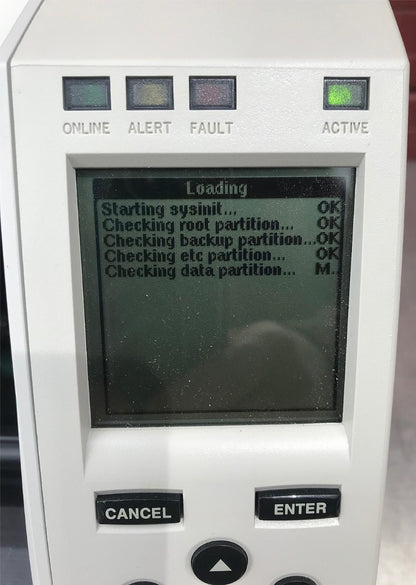 ONLINE ALERT FAULT ACTIVE
Loading
Starting sysinit... OK
Checking root partition... OK
Checking backup partition...OK
Checking etc partition... OK
Checking data partition... M..
CANCEL ENTER